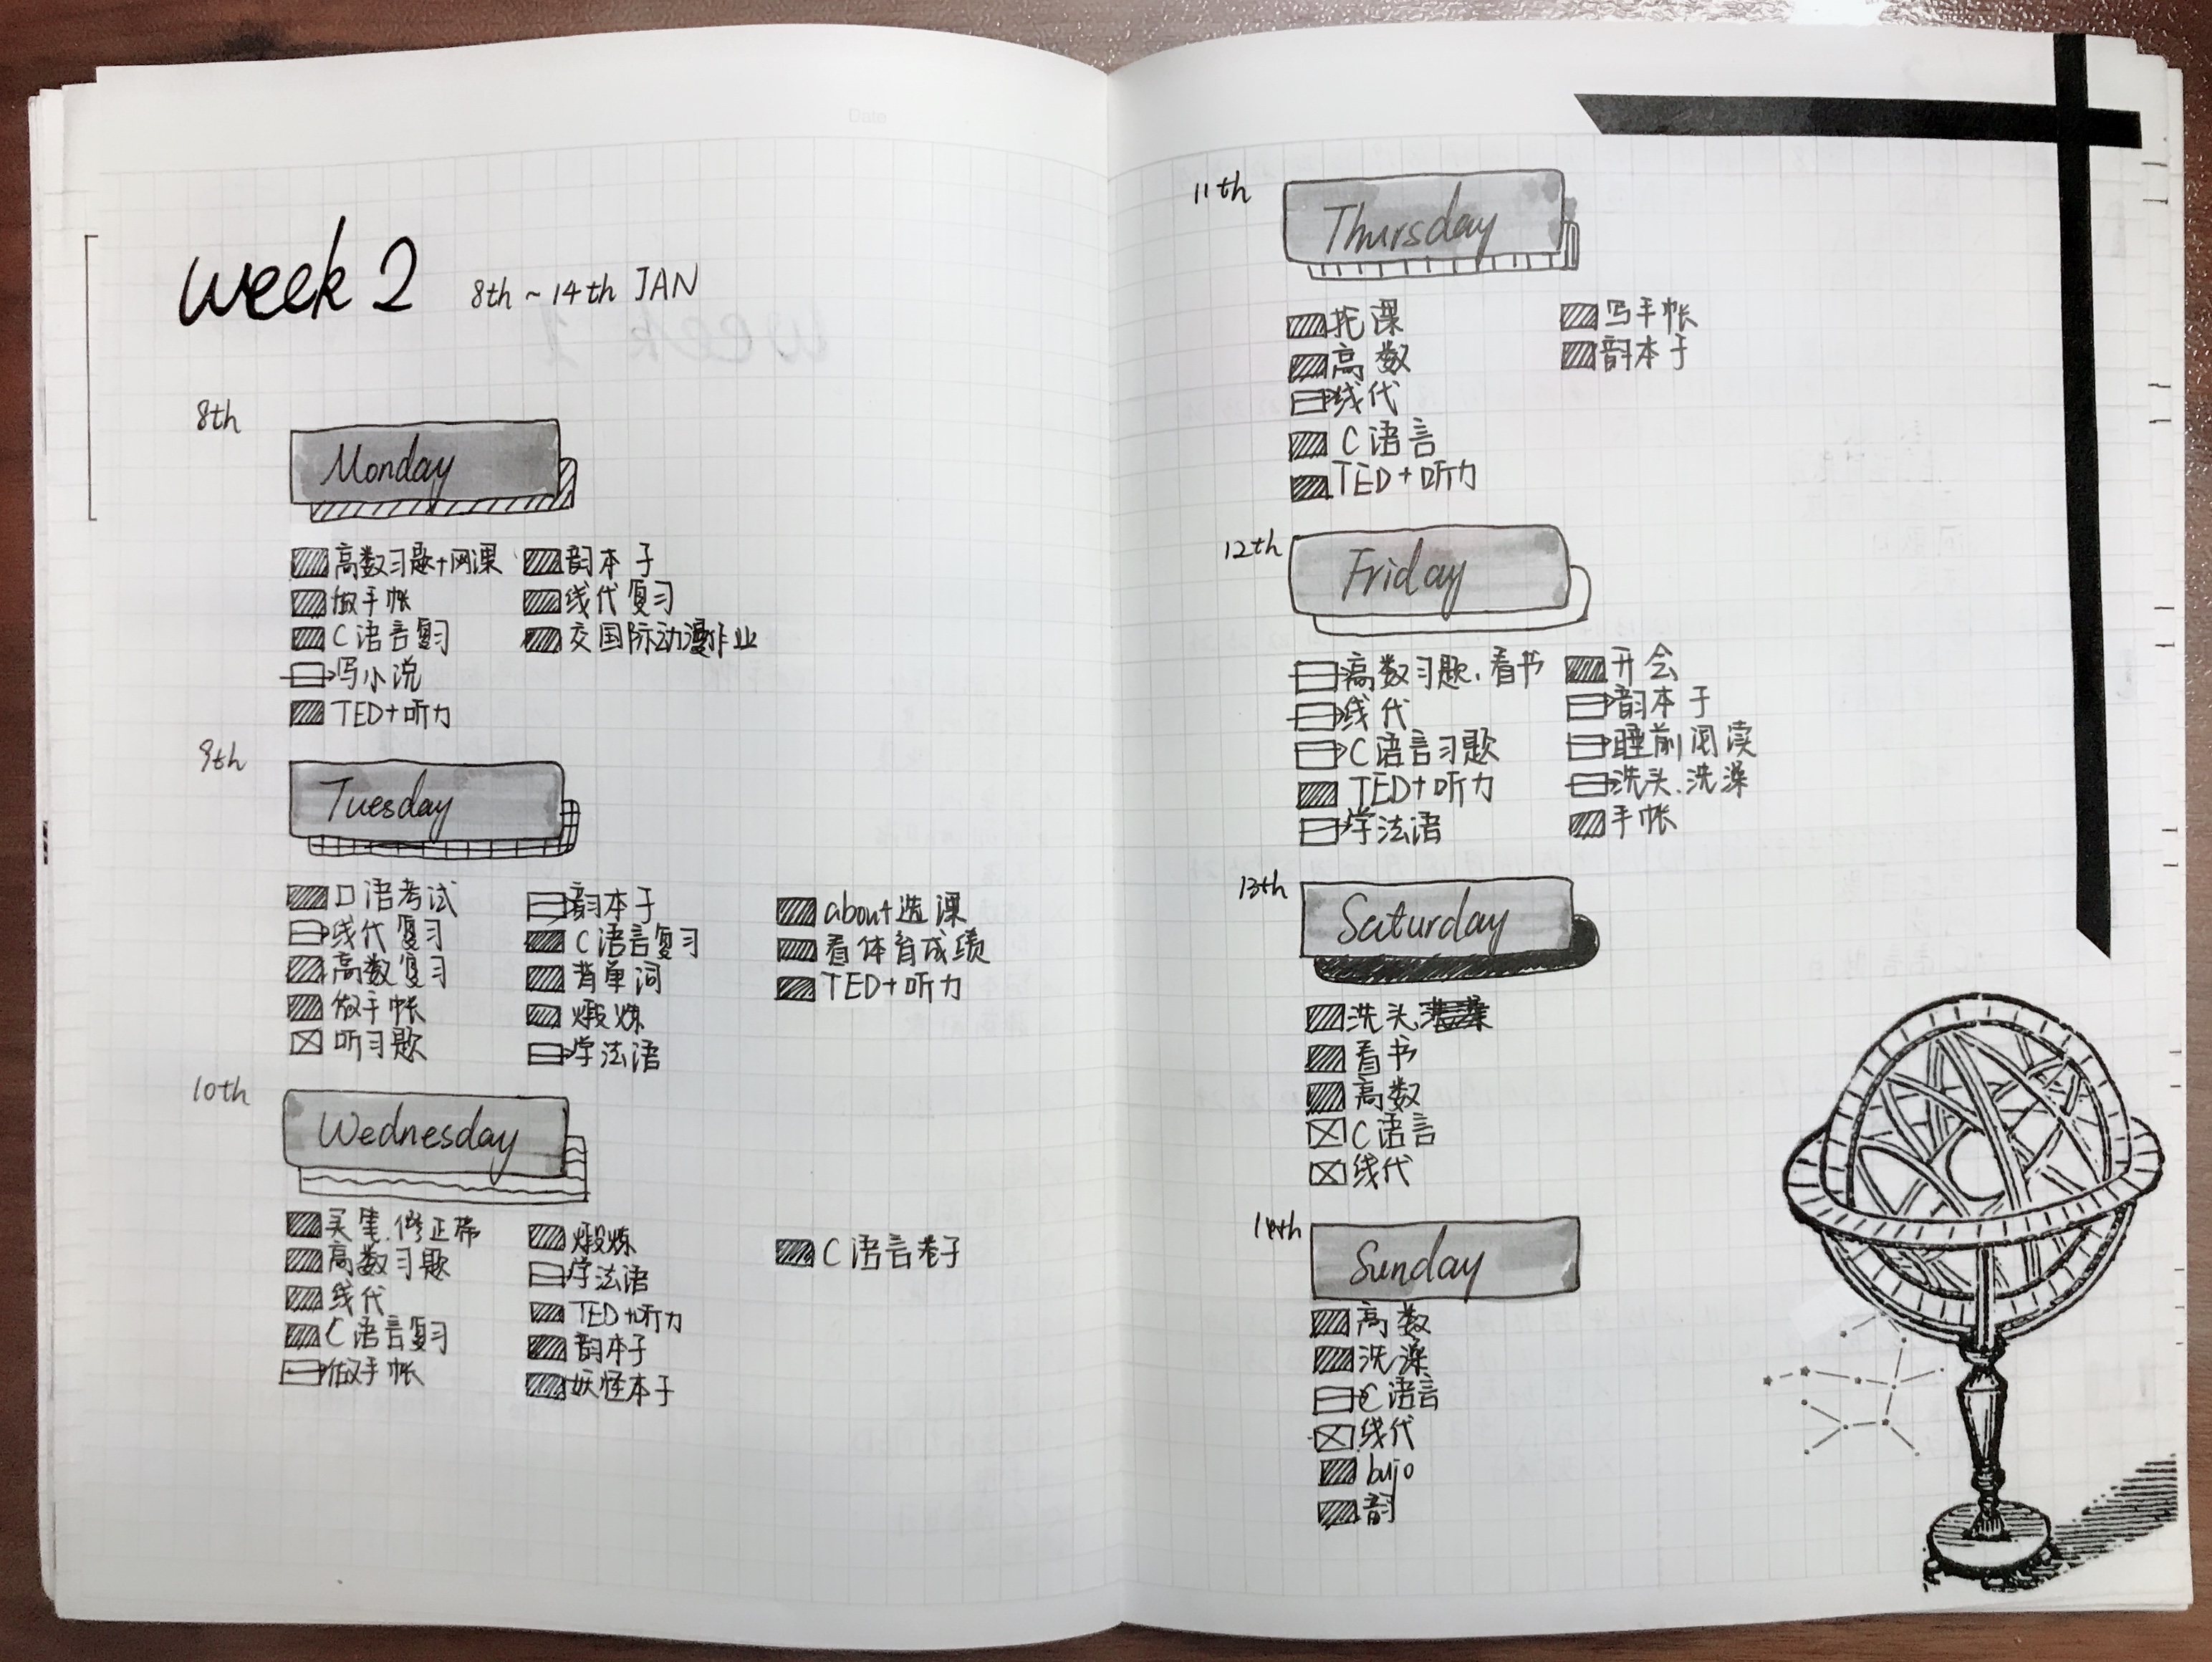 Date
week 2 8th ~ 14th JAN
8th
Monday
高数习题+网课
做手帐
C语言复习
写小说
TED+听力
韵本子
线代复习
交国际动漫作业
9th
Tuesday
口语考试
线代复习
高数复习
做手帐
听习题
韵本子
C语言复习
背单词
煅炼
学法语
about选课
看体育成绩
TED+听力
10th
Wednesday
买笔.修正带
高数习题
线代
C语言复习
做手帐
煅炼
学法语
TED+听力
韵本子
妖怪本子
C语言卷子
11th
Thursday
托课
高数
线代
C语言
TED+听力
写手帐
韵本子
12th
Friday
高数习题.看书
线代
C语言习题
TED+听力
学法语
开会
韵本子
睡前阅读
洗头.洗澡
手帐
13th
Saturday
洗头
看书
高数
C语言
线代
14th
Sunday
高数
洗澡
C语言
线代
bujo
韵